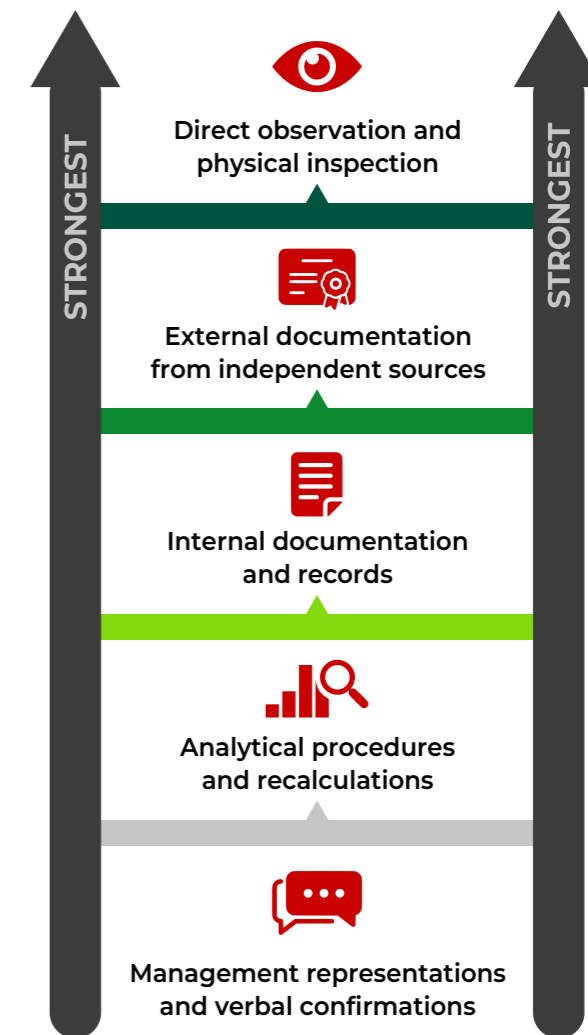 STRONGEST
STRONGEST
Direct observation and
physical inspection
External documentation
from independent sources
Internal documentation
and records
Analytical procedures
and recalculations
Management representations
and verbal confirmations